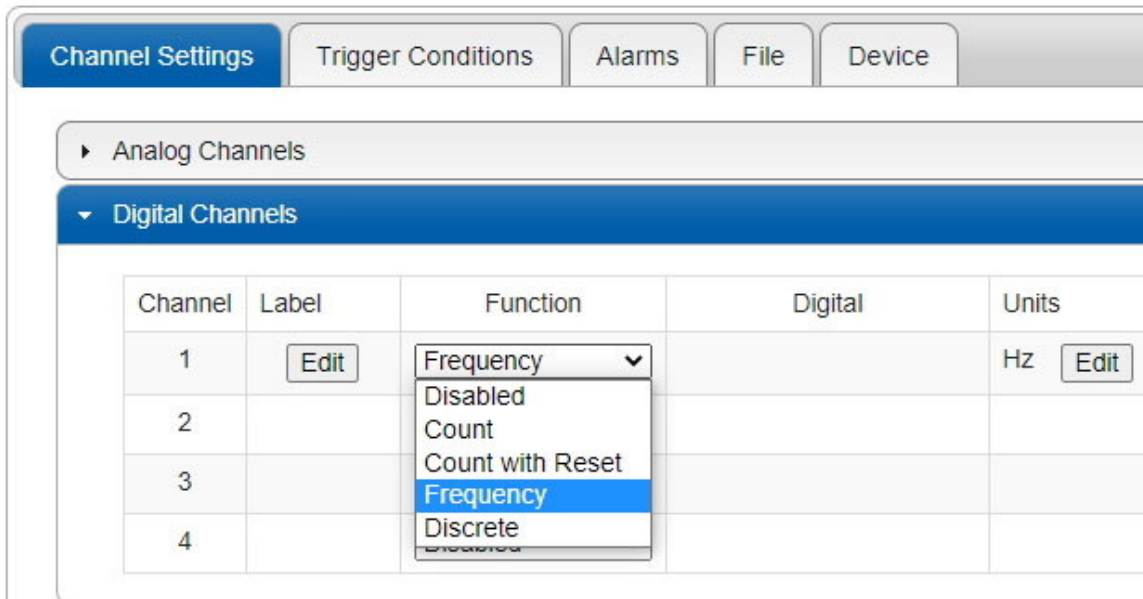 Channel Settings Trigger Conditions Alarms File Device
Analog Channels
Digital Channels
Channel Label Function Digital Units
1 Edit Frequency Hz Edit
Disabled
2
Count
Count with Reset
3
Frequency
Discrete
4